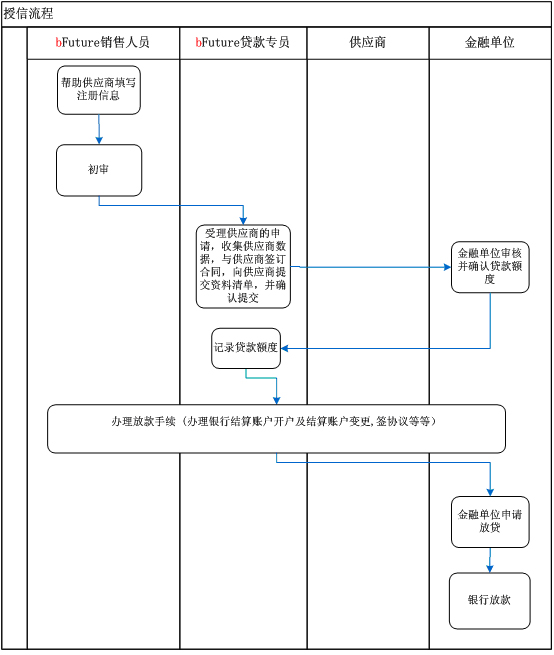 授信流程
bFuture销售人员
bFuture贷款专员
供应商
金融单位
帮助供应商填写
注册信息
初审
受理供应商的申
请，收集供应商数
据，与供应商签订
合同，向供应商提
交资料清单，并确
认提交
金融单位审核
并确认贷款额
度
记录贷款额度
办理放款手续（办理银行结算账户开户及结算账户变更,签协议等等）
金融单位申请
放贷
银行放款